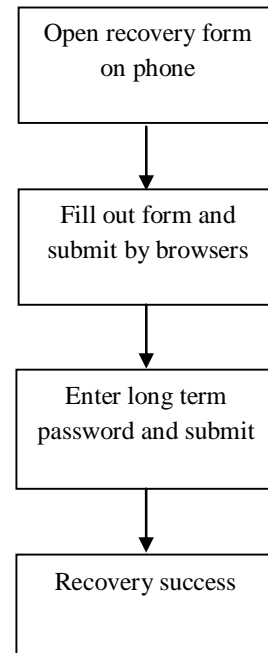 Open recovery form
on phone
Fill out form and
submit by browsers
Enter long term
password and submit
Recovery success